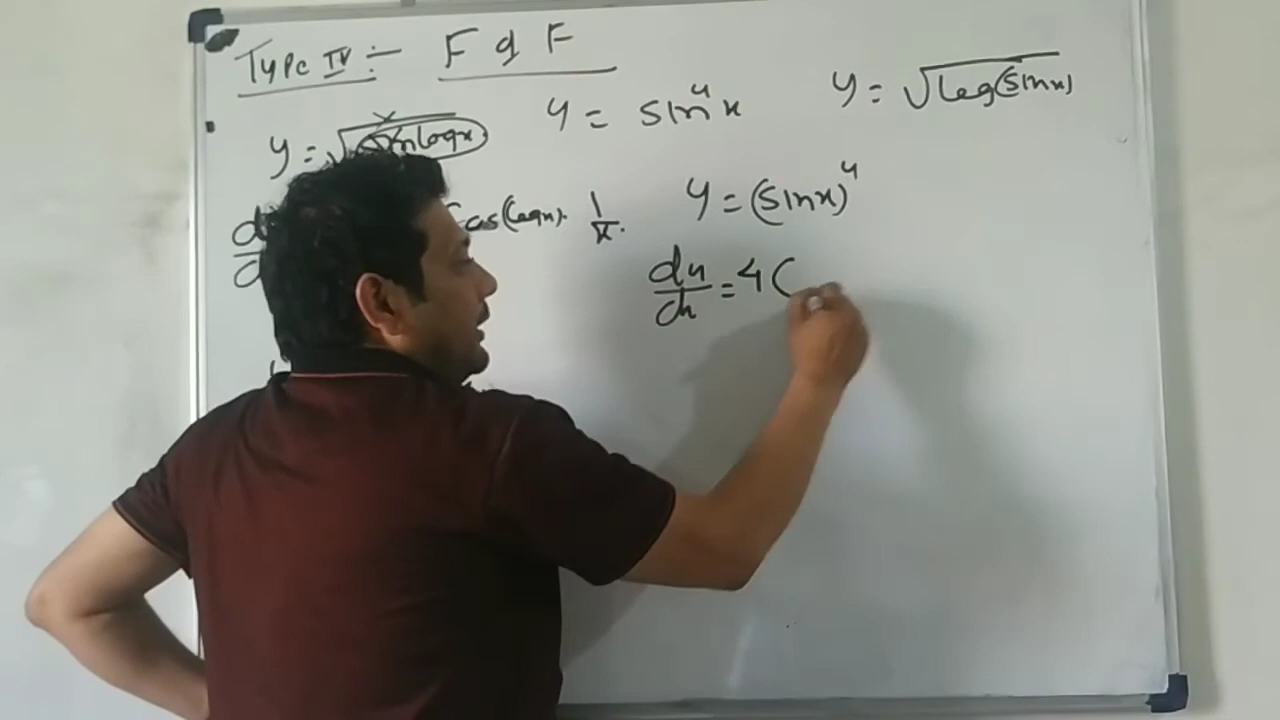 Type IV :- F of F
y = √sin logx
y = sin⁴x
y = √log(sinx)
Cos(logx). 1/x.
y = (sinx)⁴
dy/dx = 4(